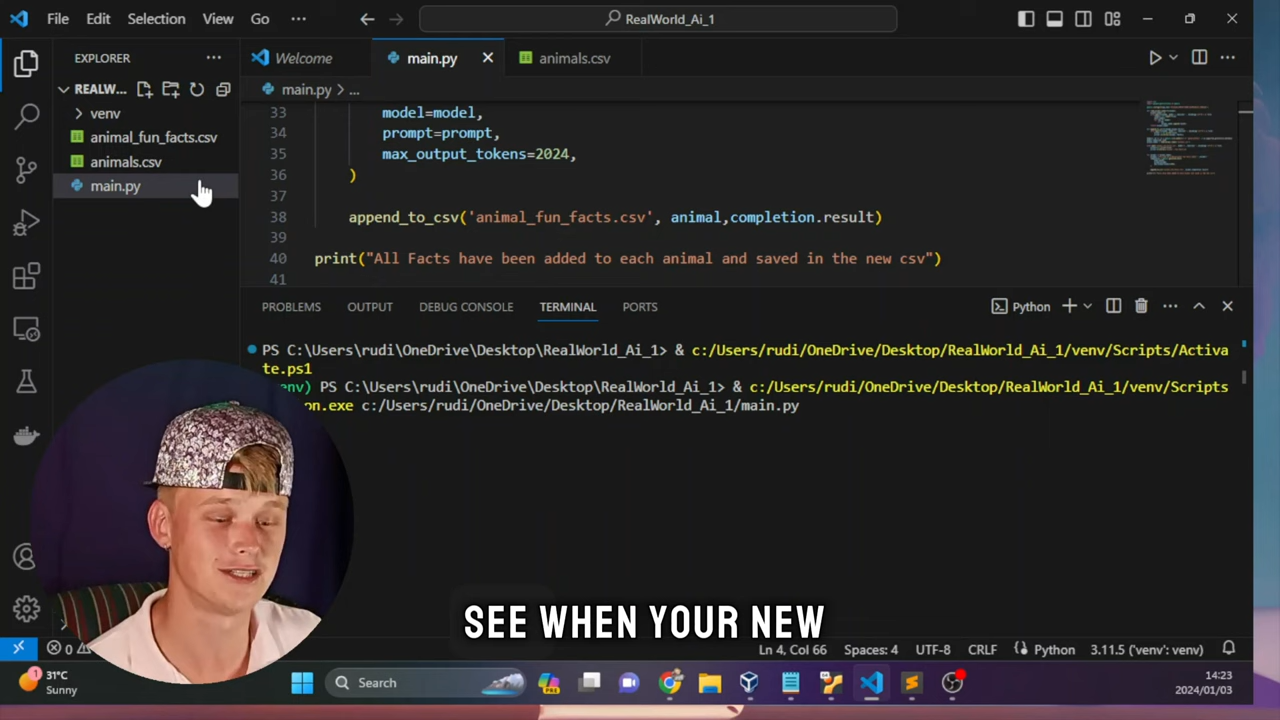 File Edit Selection View Go ··· RealWorld_Ai_1
EXPLORER ···
REALW...
venv
animal_fun_facts.csv
animals.csv
main.py
Welcome main.py animals.csv
main.py > ...
33 model=model,
34 prompt=prompt,
35 max_output_tokens=2024,
36 )
37
38 append_to_csv('animal_fun_facts.csv', animal,completion.result)
39
40 print("All Facts have been added to each animal and saved in the new csv")
41
PROBLEMS OUTPUT DEBUG CONSOLE TERMINAL PORTS Python
PS C:\Users\rudi\OneDrive\Desktop\RealWorld_Ai_1> & c:/Users/rudi/OneDrive/Desktop/RealWorld_Ai_1/venv/Scripts/Activa
te.ps1
env) PS C:\Users\rudi\OneDrive\Desktop\RealWorld_Ai_1> & c:/Users/rudi/OneDrive/Desktop/RealWorld_Ai_1/venv/Scripts
on.exe c:/Users/rudi/OneDrive/Desktop/RealWorld_Ai_1/main.py
SEE WHEN YOUR NEW
0 Ln 4, Col 66 Spaces: 4 UTF-8 CRLF Python 3.11.5 ('venv': venv)
1 31°C
Sunny
Search
PRE
14:23
2024/01/03